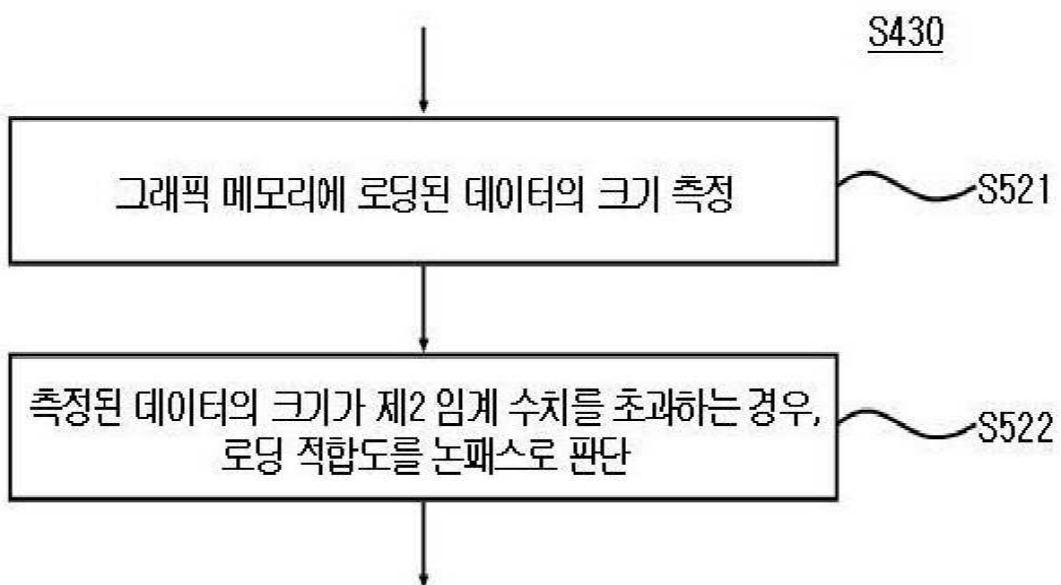 S430
그래픽 메모리에 로딩된 데이터의 크기 측정
S521
측정된 데이터의 크기가 제2 임계 수치를 초과하는 경우,
로딩 적합도를 논패스로 판단
S522